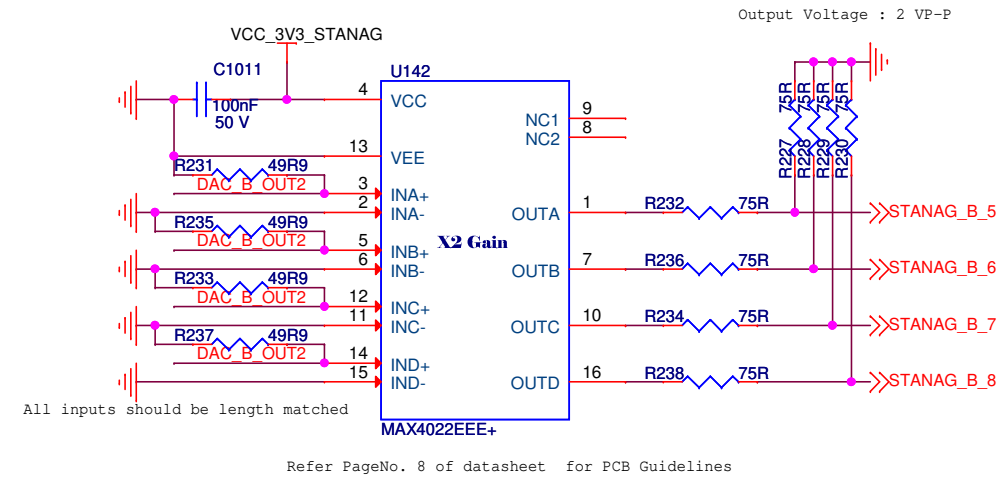 Output Voltage : 2 VP-P
VCC_3V3_STANAG
C1011
100nF
50 V
U142
4
VCC
13
VEE
R231 49R9
DAC_B_OUT2
3
INA+
2
INA-
R235 49R9
DAC_B_OUT2
5
INB+
6
INB-
R233 49R9
DAC_B_OUT2
12
INC+
11
INC-
R237 49R9
DAC_B_OUT2
14
IND+
15
IND-
X2 Gain
NC1
9
NC2
8
OUTA
1
OUTB
7
OUTC
10
OUTD
16
R227 75R
R228 75R
R229 75R
R230 75R
R232 75R
STANAG_B_5
R236 75R
STANAG_B_6
R234 75R
STANAG_B_7
R238 75R
STANAG_B_8
All inputs should be length matched
MAX4022EEE+
Refer PageNo. 8 of datasheet for PCB Guidelines